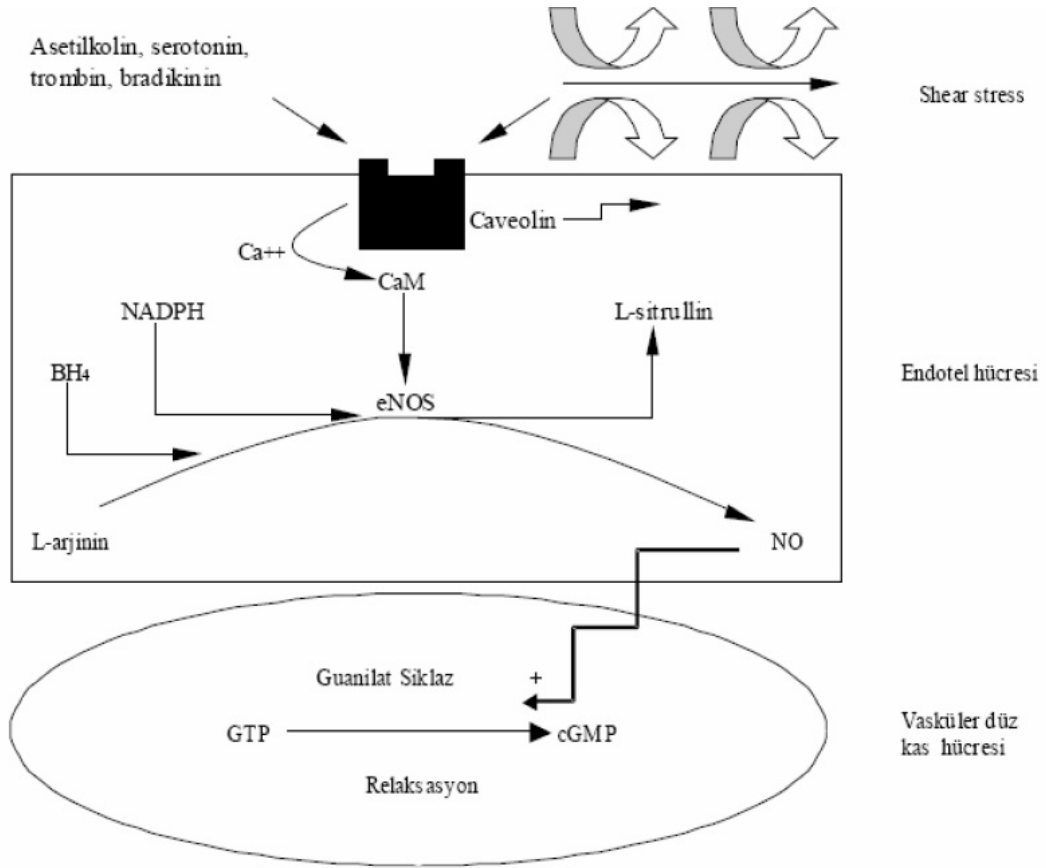 Asetilkolin, serotonin,
trombin, bradikinin
Shear stress
Caveolin
Ca++
CaM
NADPH
L-sitrullin
BH₄
Endotel hücresi
eNOS
L-arjinin
NO
Guanilat Siklaz
+
GTP
cGMP
Vasküler düz
kas hücresi
Relaksasyon